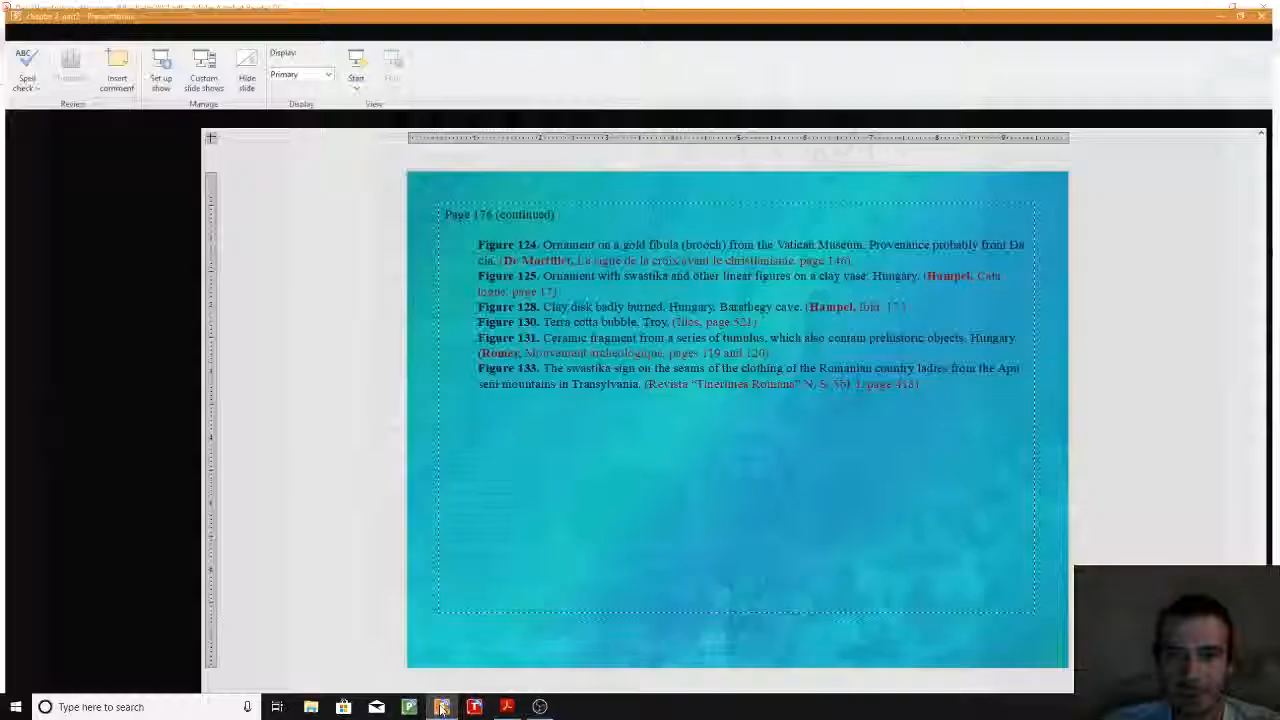 Chapter 2 part2 - Presentations
ABC
Spell check
Insert comment
Set up show
Custom slide shows
Hide slide
Display:
Primary
Start
Review
Manage
Display
View
Page 176 (continued)
Figure 124. Ornament on a gold fibula (brooch) from the Vatican Museum. Provenance probably from Da
cia. (De Mortillet, La signe de la croix avant le christianisme, page 146)
Figure 125. Ornament with swastika and other linear figures on a clay vase. Hungary. (Hampel, Cata
logue, page 17)
Figure 128. Clay disk badly burned. Hungary. Barathegy cave. (Hampel, ibid 17)
Figure 130. Terra cotta bubble. Troy. (Ilios, page 521)
Figure 131. Ceramic fragment from a series of tumulus, which also contain prehistoric objects. Hungary.
(Romer, Mouvement archeologique, pages 119 and 120)
Figure 133. The swastika sign on the seams of the clothing of the Romanian country ladies from the Apu
seni mountains in Transylvania. (Revista "Tinerimea Romana" N. S. page 418)
Type here to search